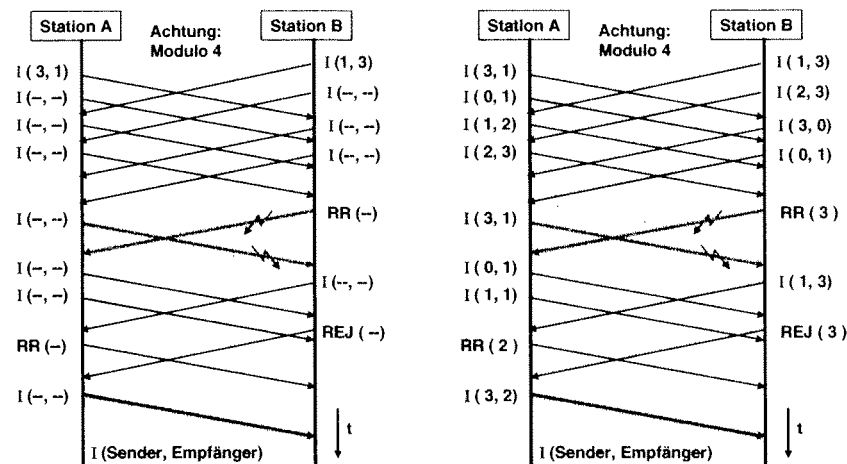 Station A
Achtung:
Modulo 4
Station B
I (3, 1)
I (--, --)
I (--, --)
I (--, --)
I (--, --)
I (--, --)
I (--, --)
RR (--)
I (--, --)
I (1, 3)
I (--, --)
I (--, --)
I (--, --)
RR (--)
I (--, --)
REJ (--)
t
I (Sender, Empfänger)
Station A
Achtung:
Modulo 4
Station B
I ( 3, 1)
I (0, 1)
I (1, 2)
I ( 2, 3)
I ( 3, 1)
I (0, 1)
I ( 1, 1)
RR ( 2 )
I ( 3, 2)
I ( 1, 3)
I ( 2, 3)
I ( 3, 0)
I ( 0, 1)
RR ( 3 )
I ( 1, 3)
REJ ( 3 )
t
I (Sender, Empfänger)